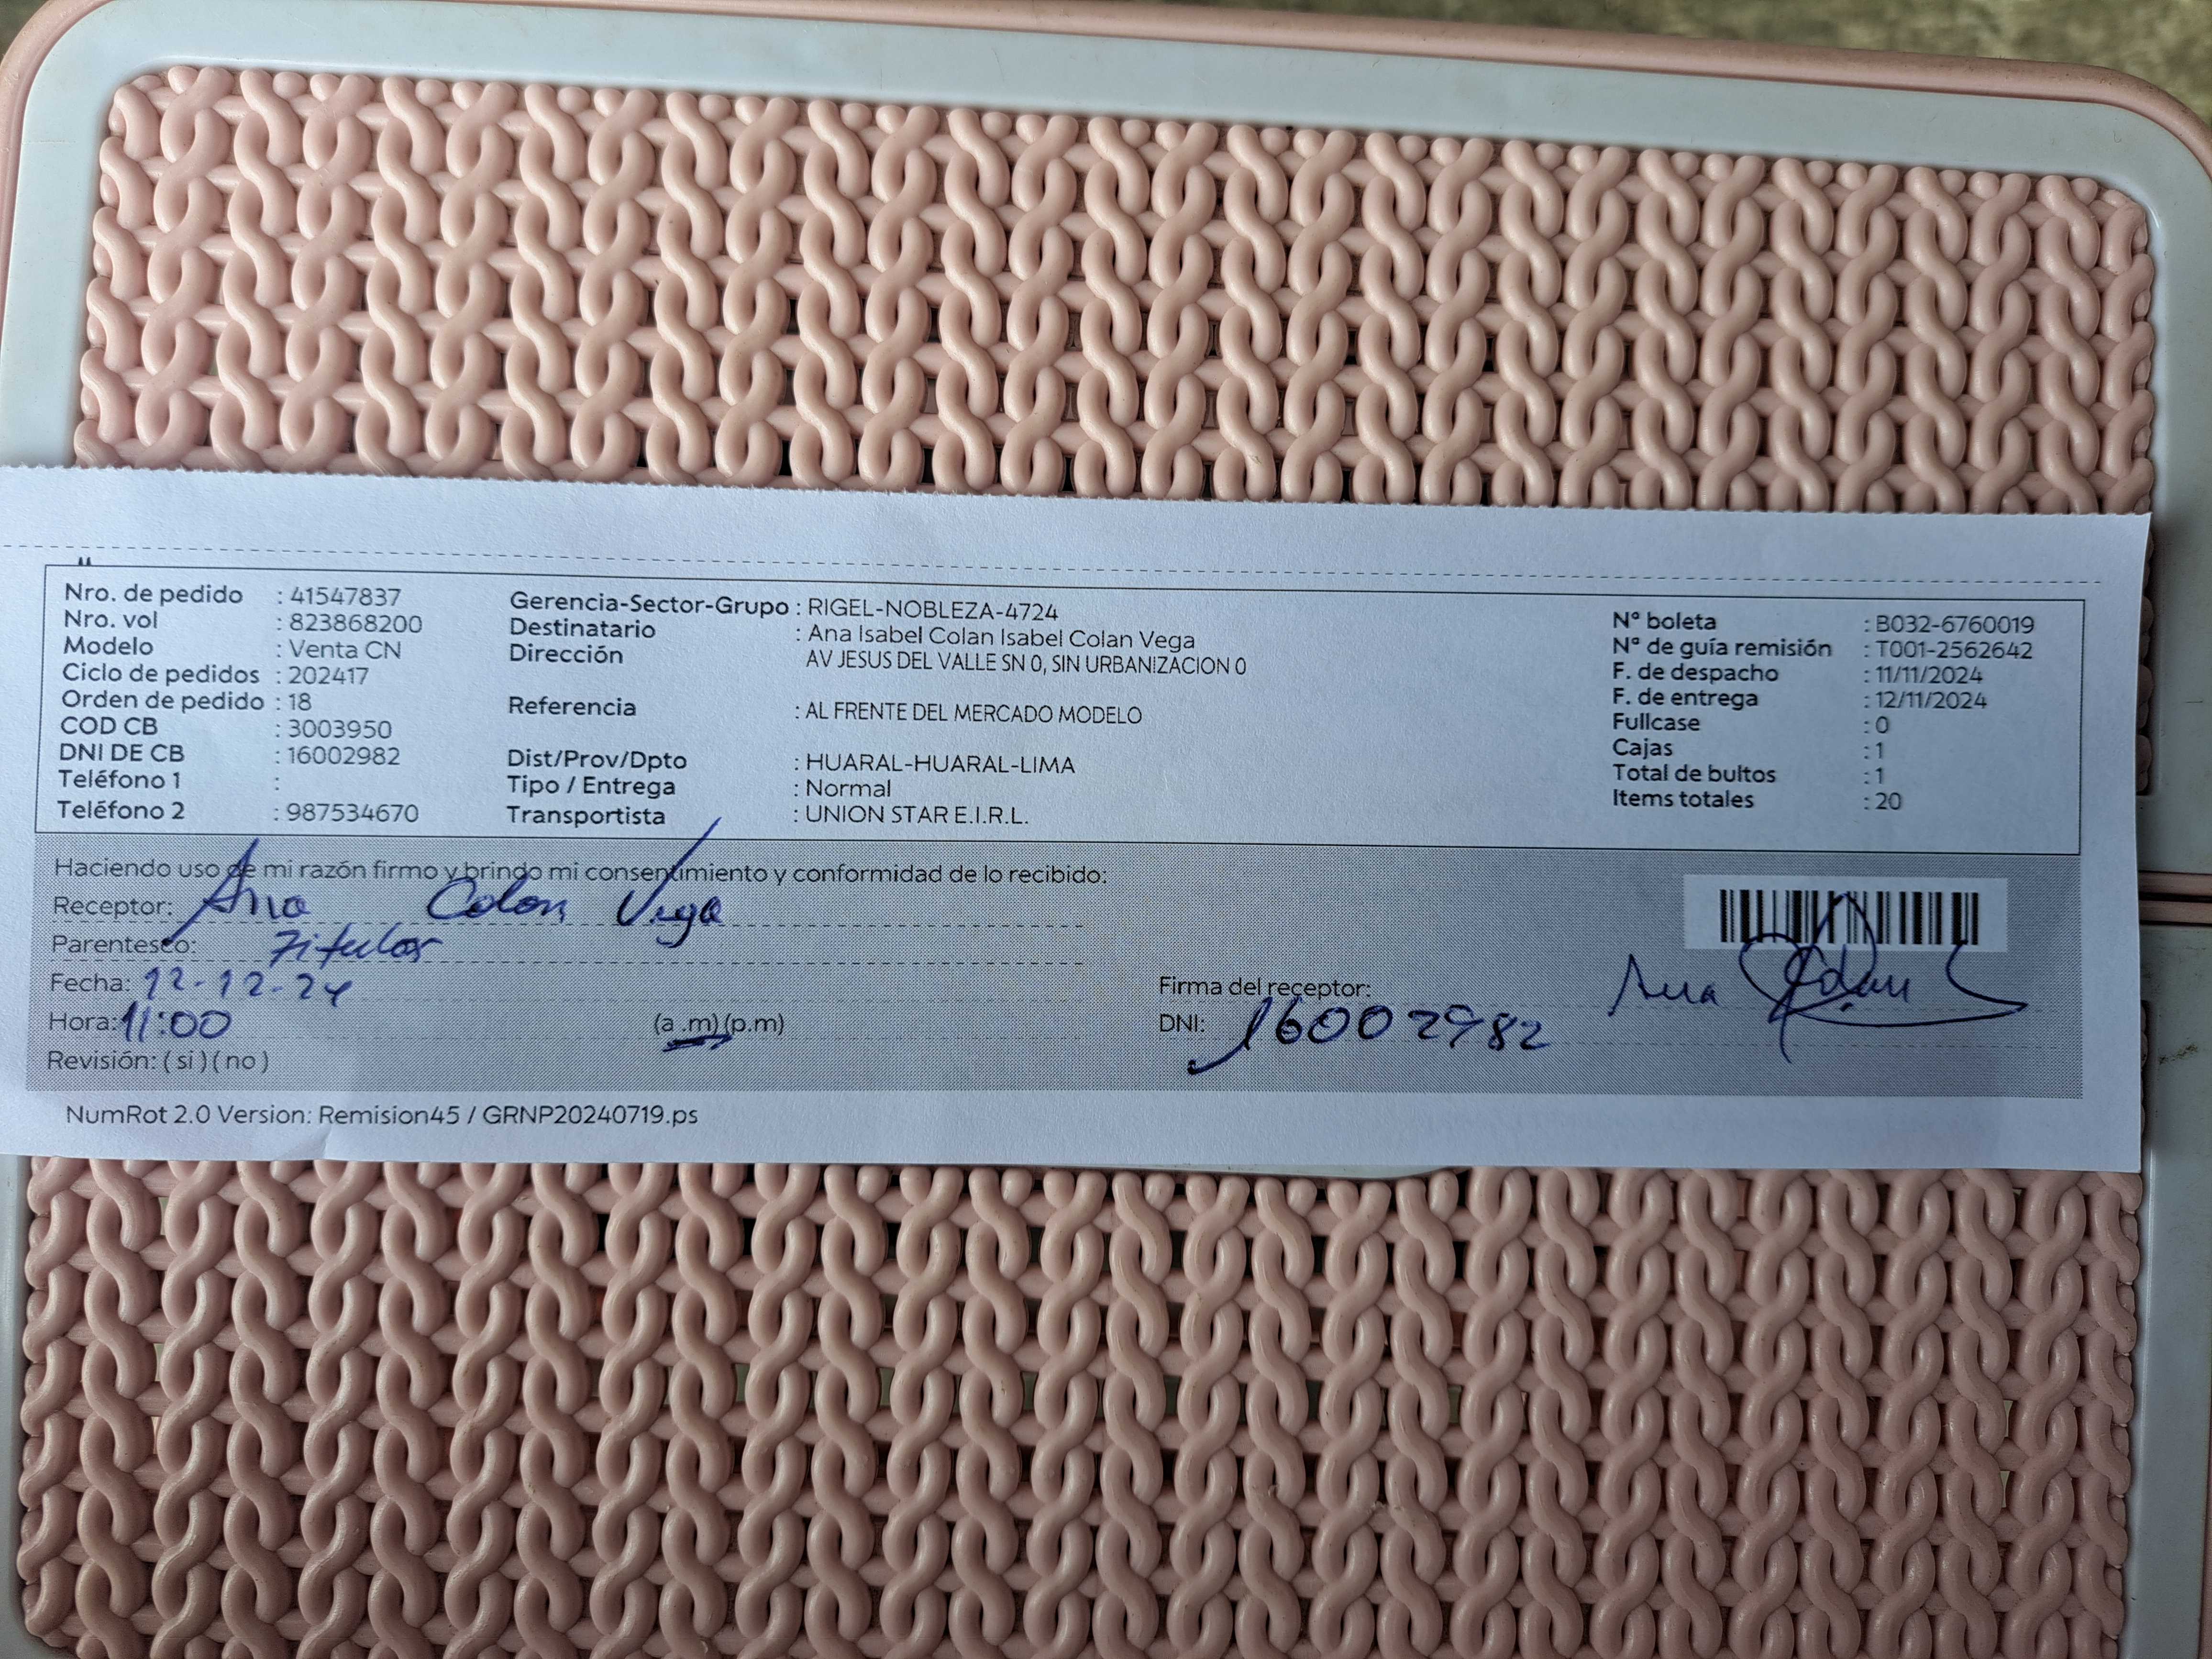 Nro. de pedido : 41547837
Nro. vol : 823868200
Modelo : Venta CN
Ciclo de pedidos : 202417
Orden de pedido : 18
COD CB : 3003950
DNI DE CB : 16002982
Teléfono 1 :
Teléfono 2 : 987534670
Gerencia-Sector-Grupo : RIGEL-NOBLEZA-4724
Destinatario : Ana Isabel Colan Isabel Colan Vega
Dirección AV JESUS DEL VALLE SN 0, SIN URBANIZACION 0
Referencia : AL FRENTE DEL MERCADO MODELO
Dist/Prov/Dpto : HUARAL-HUARAL-LIMA
Tipo / Entrega : Normal
Transportista : UNION STAR E.I.R.L.
Nº boleta : B032-6760019
Nº de guía remisión : T001-2562642
F. de despacho : 11/11/2024
F. de entrega : 12/11/2024
Fullcase : 0
Cajas : 1
Total de bultos : 1
Items totales : 20
Haciendo uso de mi razón firmo y brindo mi consentimiento y conformidad de lo recibido:
Receptor: Ana Colan Vega
Parentesco: Titular
Fecha: 12-12-24
Hora: 11:00 (a .m) (p.m)
Revisión: ( si ) ( no )
Firma del receptor: Ana Colan
DNI: 16002982
NumRot 2.0 Version: Remision45 / GRNP20240719.ps